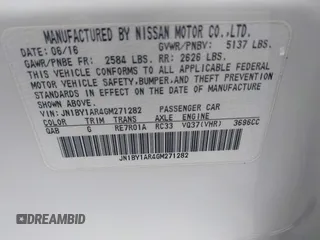 MANUFACTURED BY NISSAN MOTOR CO.,LTD.
DATE: 06/16 GVWR/PNBV: 5137 LBS.
GAWR/PNBE FR: 2584 LBS. RR: 2626 LBS.
THIS VEHICLE CONFORMS TO ALL APPLICABLE FEDERAL
MOTOR VEHICLE SAFETY,BUMPER,AND THEFT PREVENTION
STANDARDS IN EFFECT ON THE DATE OF MANUFACTURE
SHOWN ABOVE.
VIN: JN1BY1AR4GM271282 PASSENGER CAR
COLOR TRIM TRANS AXLE ENGINE
QAB G RE7R01A RC33 VQ37(VHR) 3696CC
JN1BY1AR4GM271282
DREAMBID
DREAMBID.COM